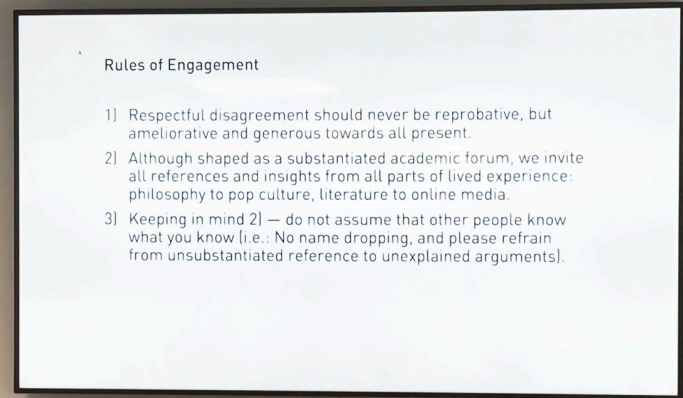 Rules of Engagement
1) Respectful disagreement should never be reprobative, but
ameliorative and generous towards all present.
2) Although shaped as a substantiated academic forum, we invite
all references and insights from all parts of lived experience:
philosophy to pop culture, literature to online media.
3) Keeping in mind 2) — do not assume that other people know
what you know (i.e.: No name dropping, and please refrain
from unsubstantiated reference to unexplained arguments).